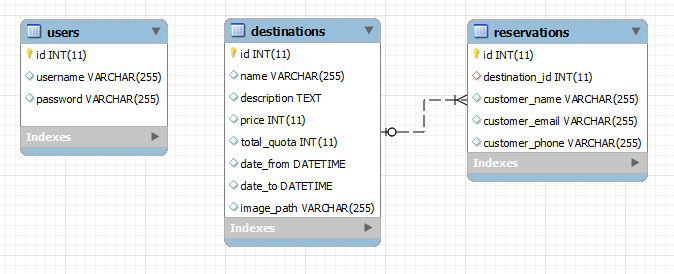 users
id INT(11)
username VARCHAR(255)
password VARCHAR(255)
Indexes
destinations
id INT(11)
name VARCHAR(255)
description TEXT
price INT(11)
total_quota INT(11)
date_from DATETIME
date_to DATETIME
image_path VARCHAR(255)
Indexes
reservations
id INT(11)
destination_id INT(11)
customer_name VARCHAR(255)
customer_email VARCHAR(255)
customer_phone VARCHAR(255)
Indexes